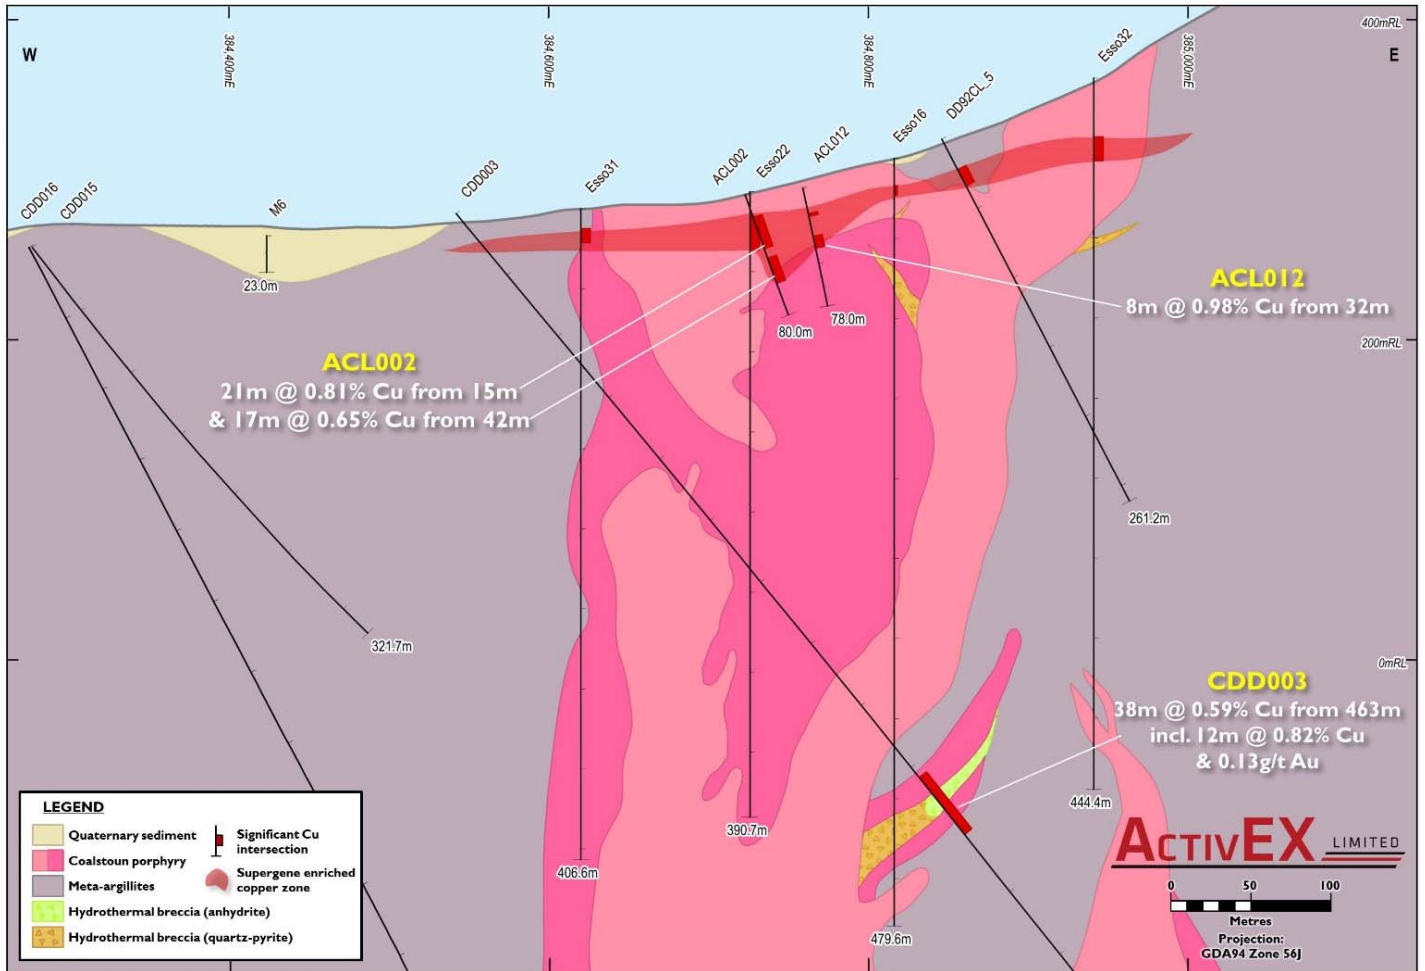 W
384,400mE
384,600mE
384,800mE
385,000mE
400mRL
E
CDD016
CDD015
M6
CDD003
Esso31
ACL002
Esso22
ACL012
Esso16
DD92CL_5
Esso32
23.0m
80.0m
78.0m
ACL012
8m @ 0.98% Cu from 32m
200mRL
ACL002
21m @ 0.81% Cu from 15m
& 17m @ 0.65% Cu from 42m
261.2m
321.7m
0mRL
CDD003
38m @ 0.59% Cu from 463m
incl. 12m @ 0.82% Cu
& 0.13g/t Au
444.4m
390.7m
406.6m
479.6m
LEGEND
Quaternary sediment
Coalstoun porphyry
Meta-argillites
Hydrothermal breccia (anhydrite)
Hydrothermal breccia (quartz-pyrite)
Significant Cu
intersection
Supergene enriched
copper zone
ACTIVEX LIMITED
0 50 100
Metres
Projection:
GDA94 Zone 56J